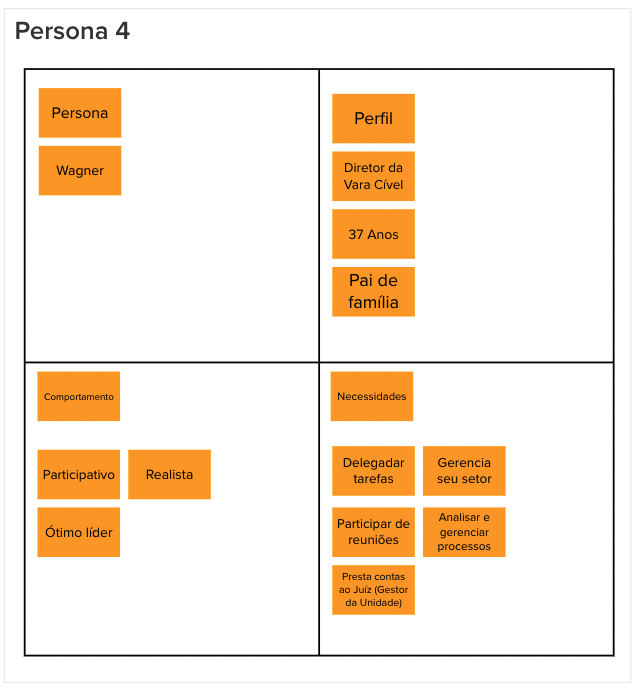 Persona 4
Persona
Wagner
Perfil
Diretor da
Vara Cível
37 Anos
Pai de
família
Comportamento
Participativo
Realista
Ótimo líder
Necessidades
Delegadar
tarefas
Gerencia
seu setor
Participar de
reuniões
Analisar e
gerenciar
processos
Presta contas
ao Juíz (Gestor
da Unidade)